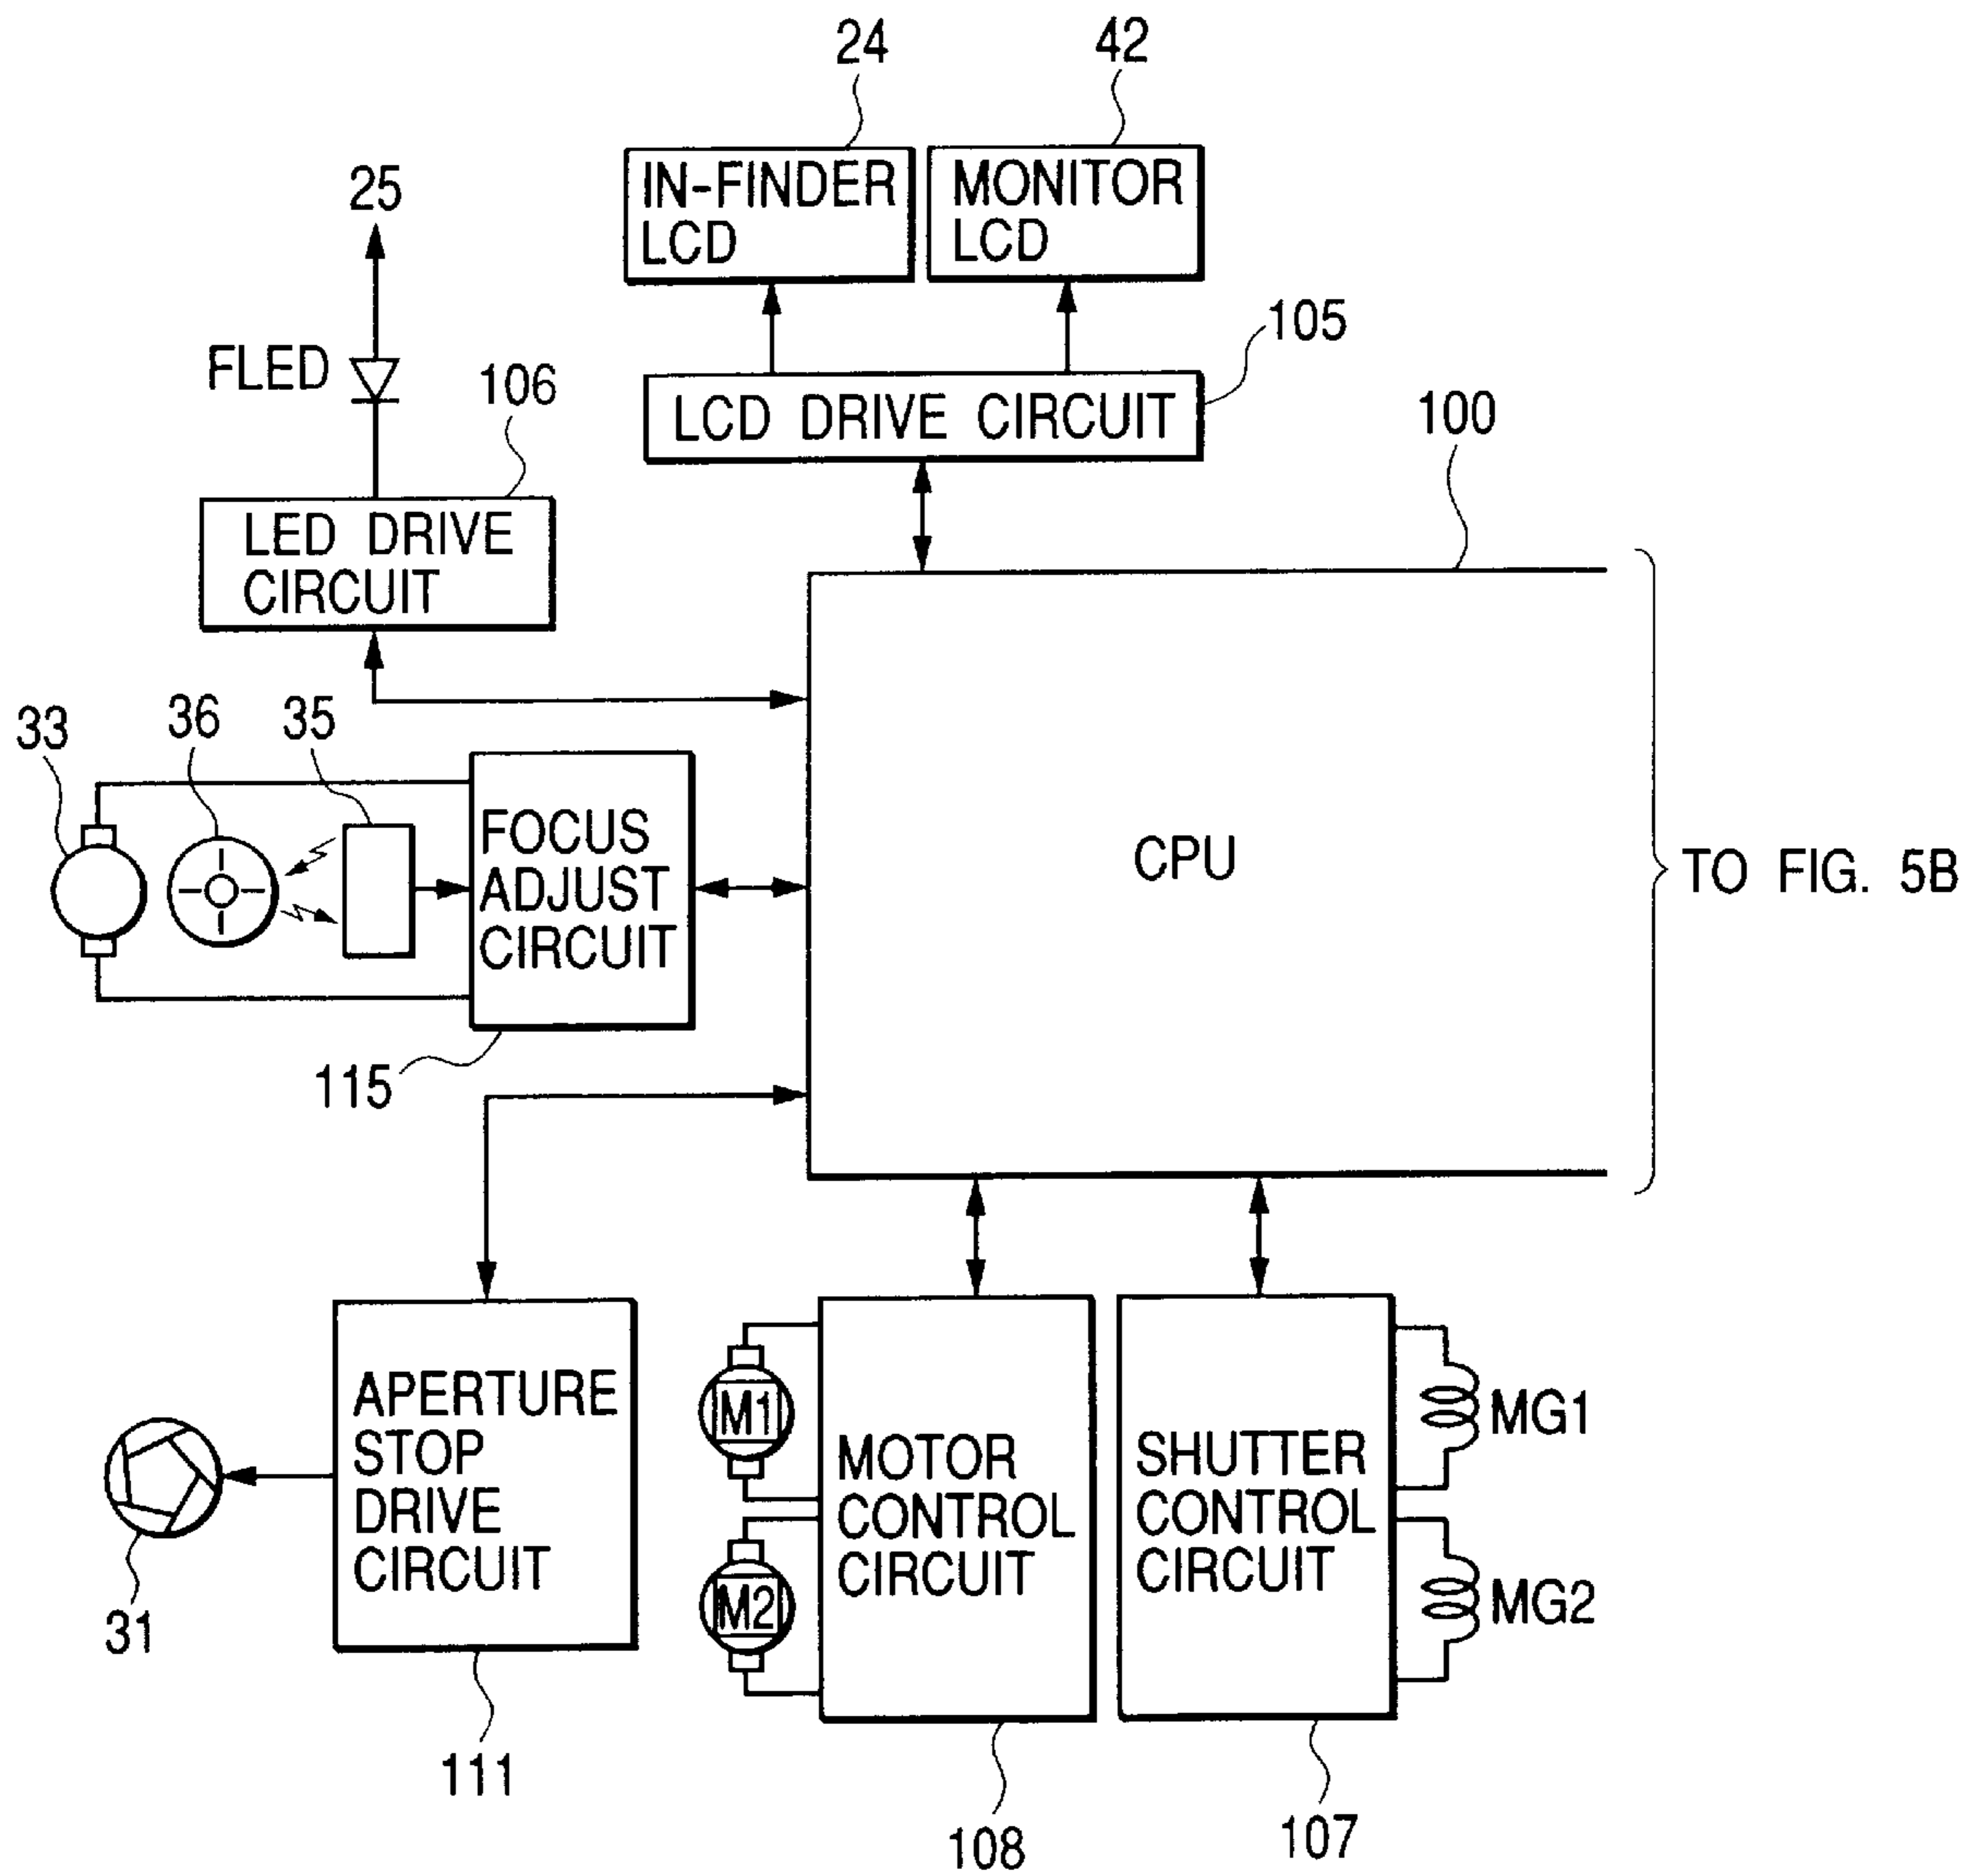 24
42
25
IN-FINDER
LCD
MONITOR
LCD
105
FLED
106
LCD DRIVE CIRCUIT
100
LED DRIVE
CIRCUIT
33
36
35
FOCUS
ADJUST
CIRCUIT
CPU
TO FIG. 5B
115
APERTURE
STOP
DRIVE
CIRCUIT
M1
M2
MOTOR
CONTROL
CIRCUIT
SHUTTER
CONTROL
CIRCUIT
MG1
MG2
31
111
108
107